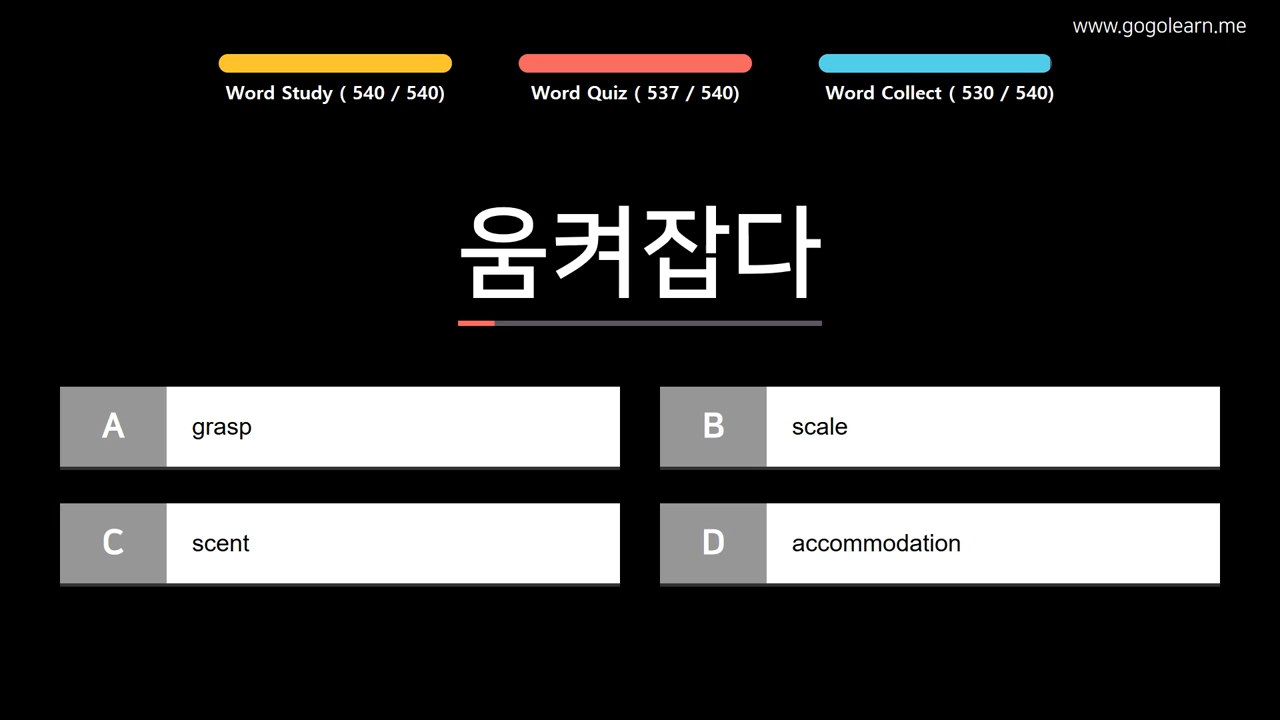 www.gogolearn.me
Word Study ( 540 / 540)
Word Quiz ( 537 / 540)
Word Collect ( 530 / 540)
움켜잡다
A grasp
B scale
C scent
D accommodation